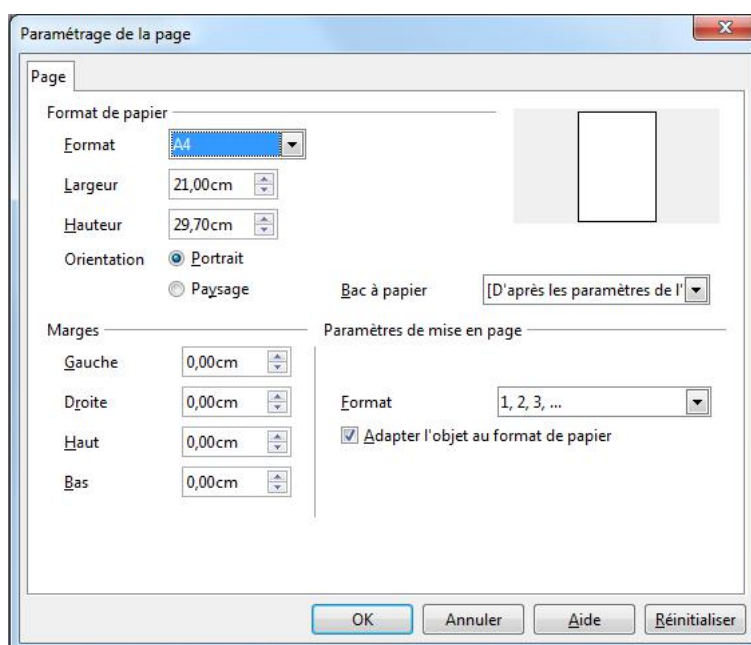 Paramétrage de la page
Page
Format de papier
Format A4
Largeur 21,00cm
Hauteur 29,70cm
Orientation Portrait
Paysage Bac à papier [D'après les paramètres de l'
Marges Paramètres de mise en page
Gauche 0,00cm
Droite 0,00cm Format 1, 2, 3, ...
Haut 0,00cm Adapter l'objet au format de papier
Bas 0,00cm
OK Annuler Aide Réinitialiser